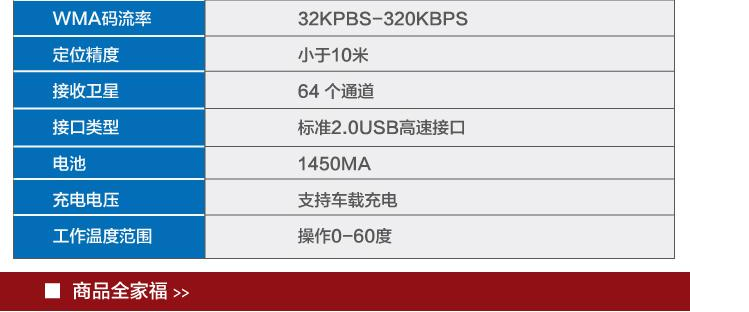 WMA码流率 32KPBS-320KBPS
定位精度 小于10米
接收卫星 64 个通道
接口类型 标准2.0USB高速接口
电池 1450MA
充电电压 支持车载充电
工作温度范围 操作0-60度
■ 商品全家福 >>